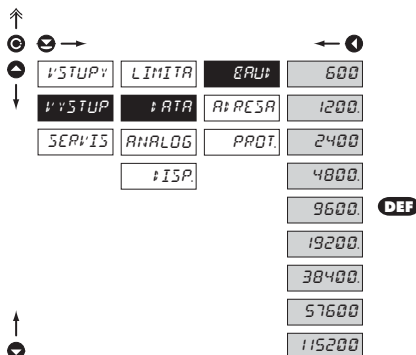 VSTUPY LIMITA BAUD 600
VYSTUP DATA ADRESA 1200.
SERVIS ANALOG PROT. 2400
DISP. 4800.
9600. DEF
19200.
38400.
57600
115200